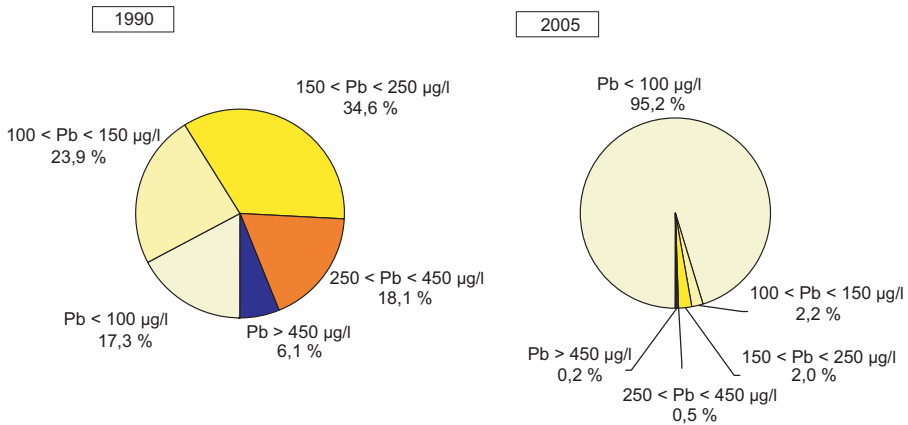 1990
150 < Pb < 250 µg/l
34,6 %
100 < Pb < 150 µg/l
23,9 %
250 < Pb < 450 µg/l
18,1 %
Pb < 100 µg/l
17,3 %
Pb > 450 µg/l
6,1 %
2005
Pb < 100 µg/l
95,2 %
100 < Pb < 150 µg/l
2,2 %
Pb > 450 µg/l
0,2 %
150 < Pb < 250 µg/l
2,0 %
250 < Pb < 450 µg/l
0,5 %